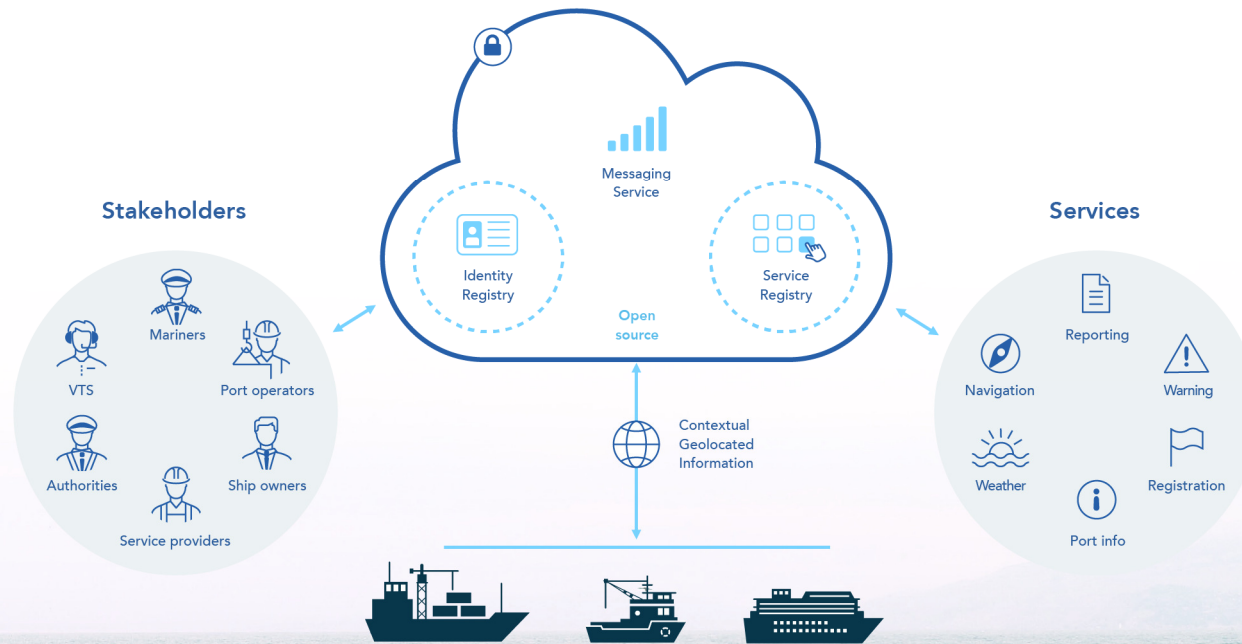 Messaging
Service
Stakeholders
Services
Identity
Registry
Service
Registry
Open
source
Mariners
VTS
Port operators
Authorities
Ship owners
Service providers
Contextual
Geolocated
Information
Reporting
Navigation
Warning
Weather
Registration
Port info